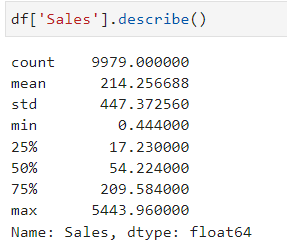 df['Sales'].describe()
count    9979.000000
mean      214.256688
std       447.372560
min         0.444000
25%        17.230000
50%        54.224000
75%       209.584000
max      5443.960000
Name: Sales, dtype: float64